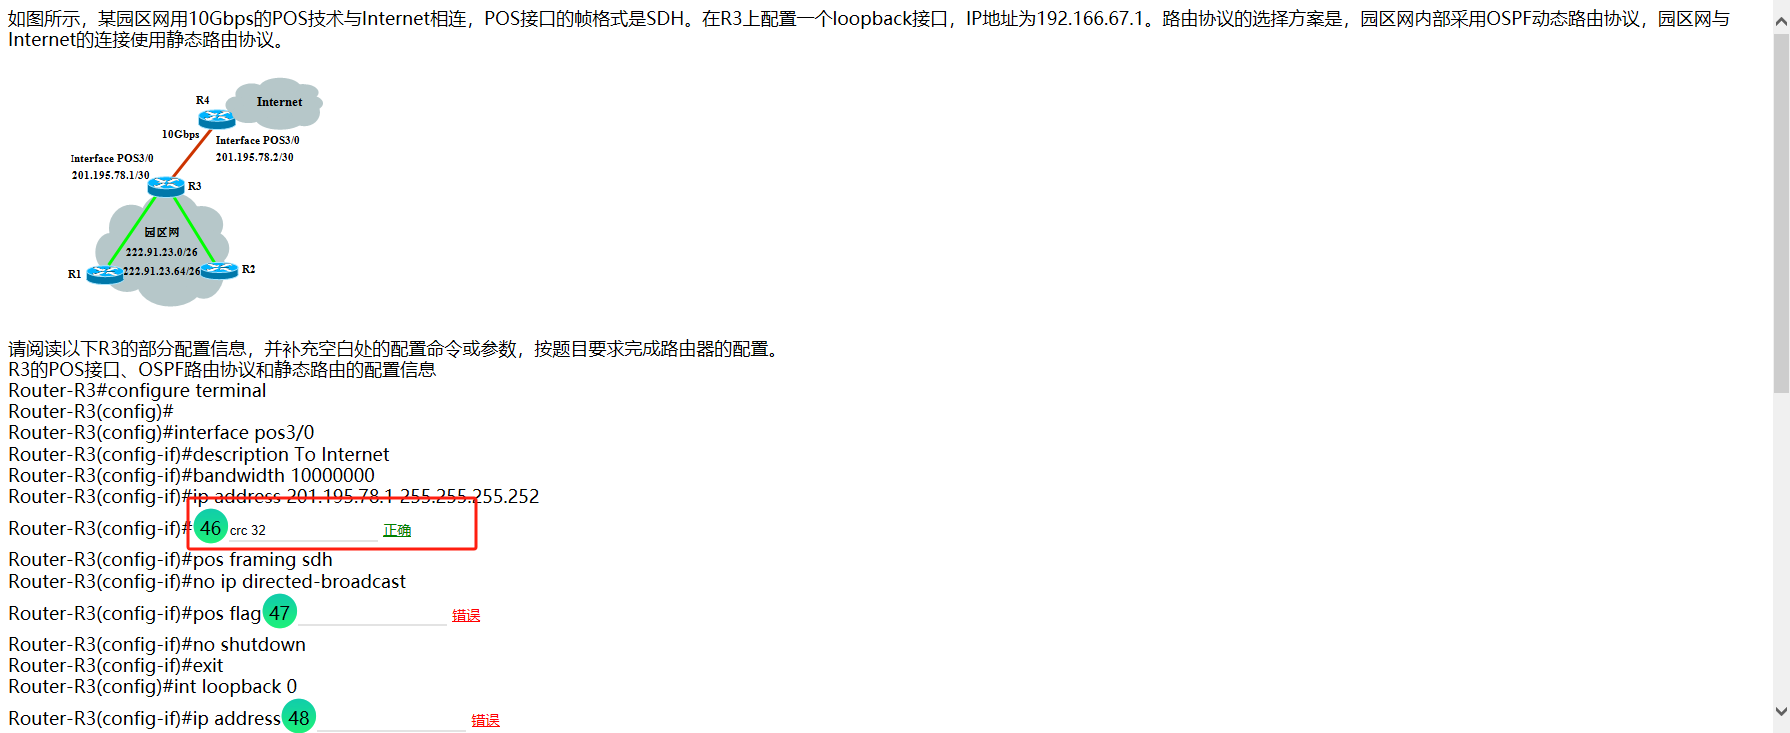 如图所示，某园区网用10Gbps的POS技术与Internet相连，POS接口的帧格式是SDH。在R3上配置一个loopback接口，IP地址为192.166.67.1。路由协议的选择方案是，园区网内部采用OSPF动态路由协议，园区网与
Internet的连接使用静态路由协议。
Internet
R4
10Gbps
Interface POS3/0
201.195.78.2/30
Interface POS3/0
201.195.78.1/30
R3
园区网
222.91.23.0/26
R1
222.91.23.64/26
R2
请阅读以下R3的部分配置信息，并补充空白处的配置命令或参数，按题目要求完成路由器的配置。
R3的POS接口、OSPF路由协议和静态路由的配置信息
Router-R3#configure terminal
Router-R3(config)#
Router-R3(config)#interface pos3/0
Router-R3(config-if)#description To Internet
Router-R3(config-if)#bandwidth 10000000
Router-R3(config-if)#ip address 201.195.78.1 255.255.255.252
Router-R3(config-if)#46 crc 32 正确
Router-R3(config-if)#pos framing sdh
Router-R3(config-if)#no ip directed-broadcast
Router-R3(config-if)#pos flag 47 错误
Router-R3(config-if)#no shutdown
Router-R3(config-if)#exit
Router-R3(config)#int loopback 0
Router-R3(config-if)#ip address 48 错误